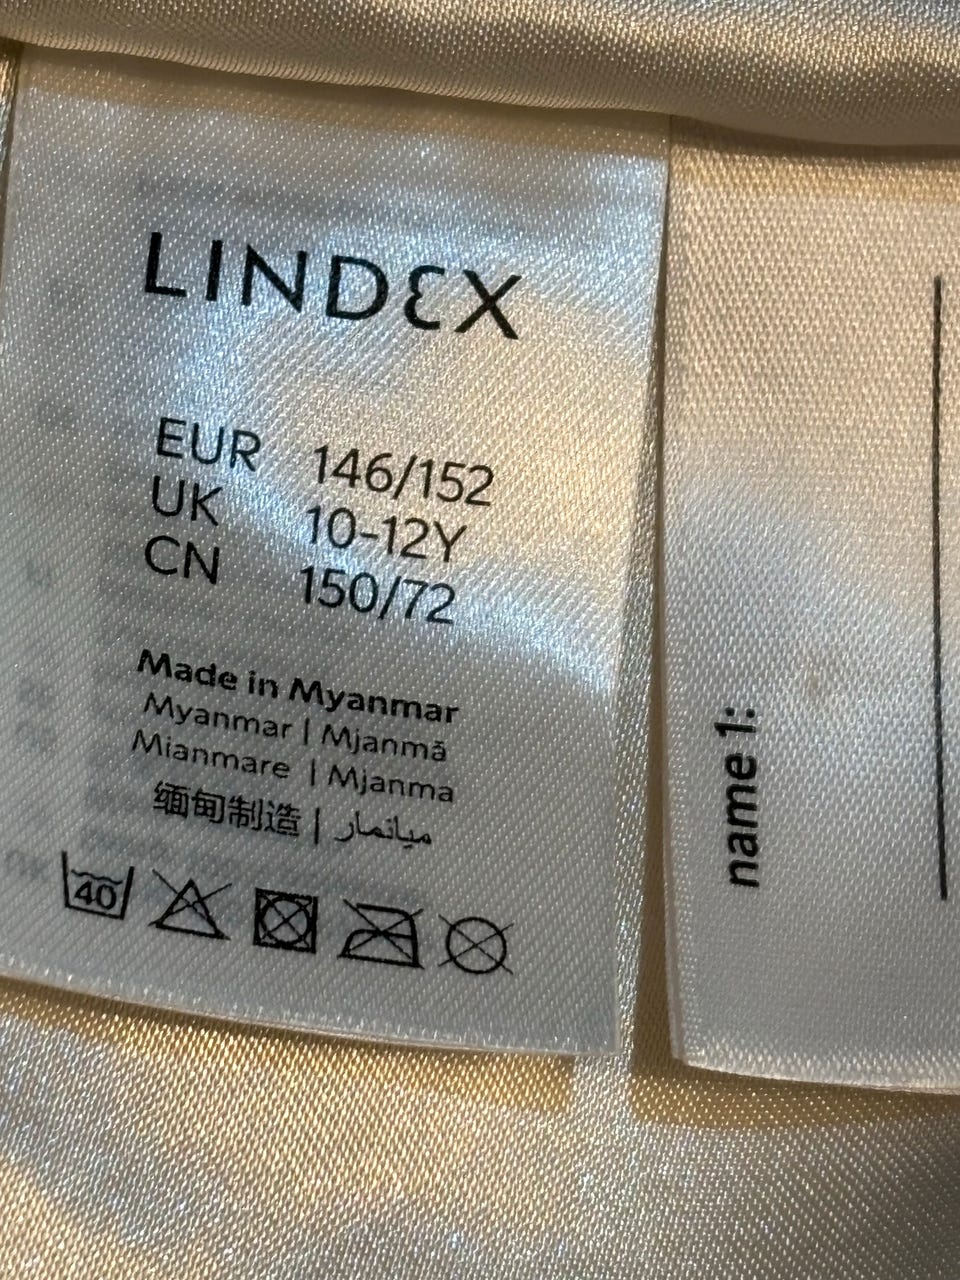 LINDEX
EUR 146/152
UK 10-12Y
CN 150/72
Made in Myanmar
Myanmar | Mjanmā
Mianmare | Mjanma
缅甸制造 | ميانمار
40
name 1: